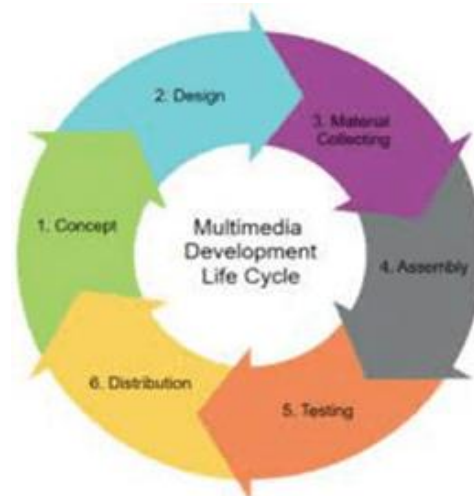 Multimedia
Development
Life Cycle
1. Concept
2. Design
3. Material
Collecting
4. Assembly
5. Testing
6. Distribution